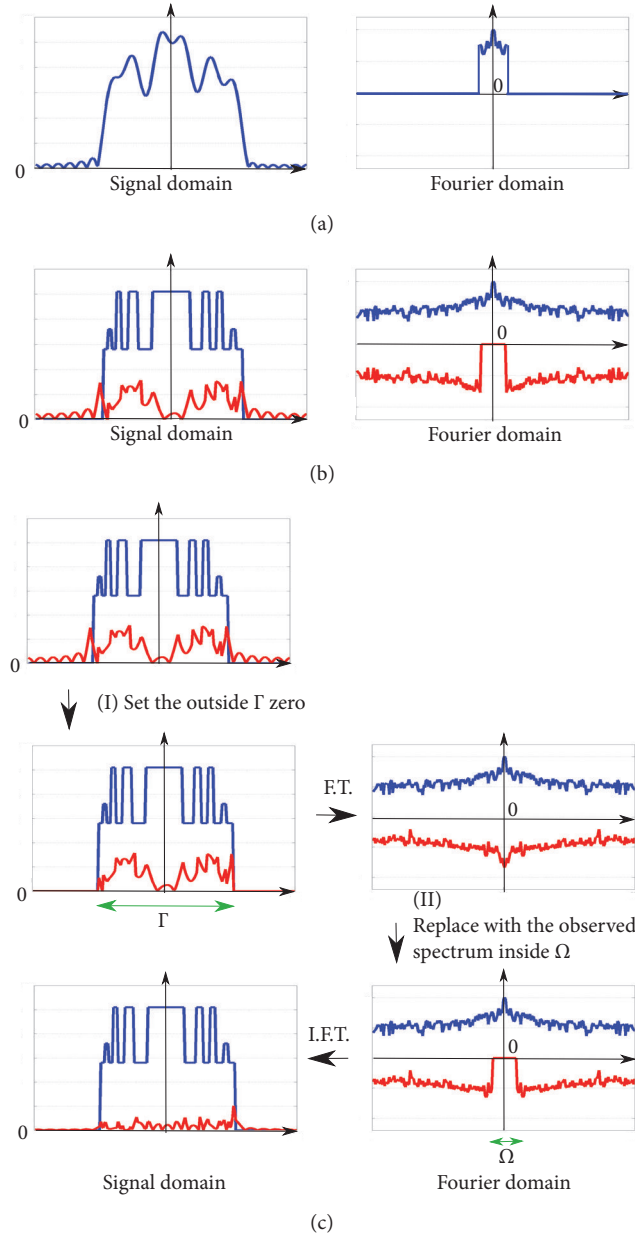 0
0
Signal domain
Fourier domain
(a)
0
0
Signal domain
Fourier domain
(b)
0
(I) Set the outside Γ zero
F.T.
0
0
Γ
(II)
Replace with the observed
spectrum inside Ω
I.F.T.
0
0
Ω
Signal domain
Fourier domain
(c)